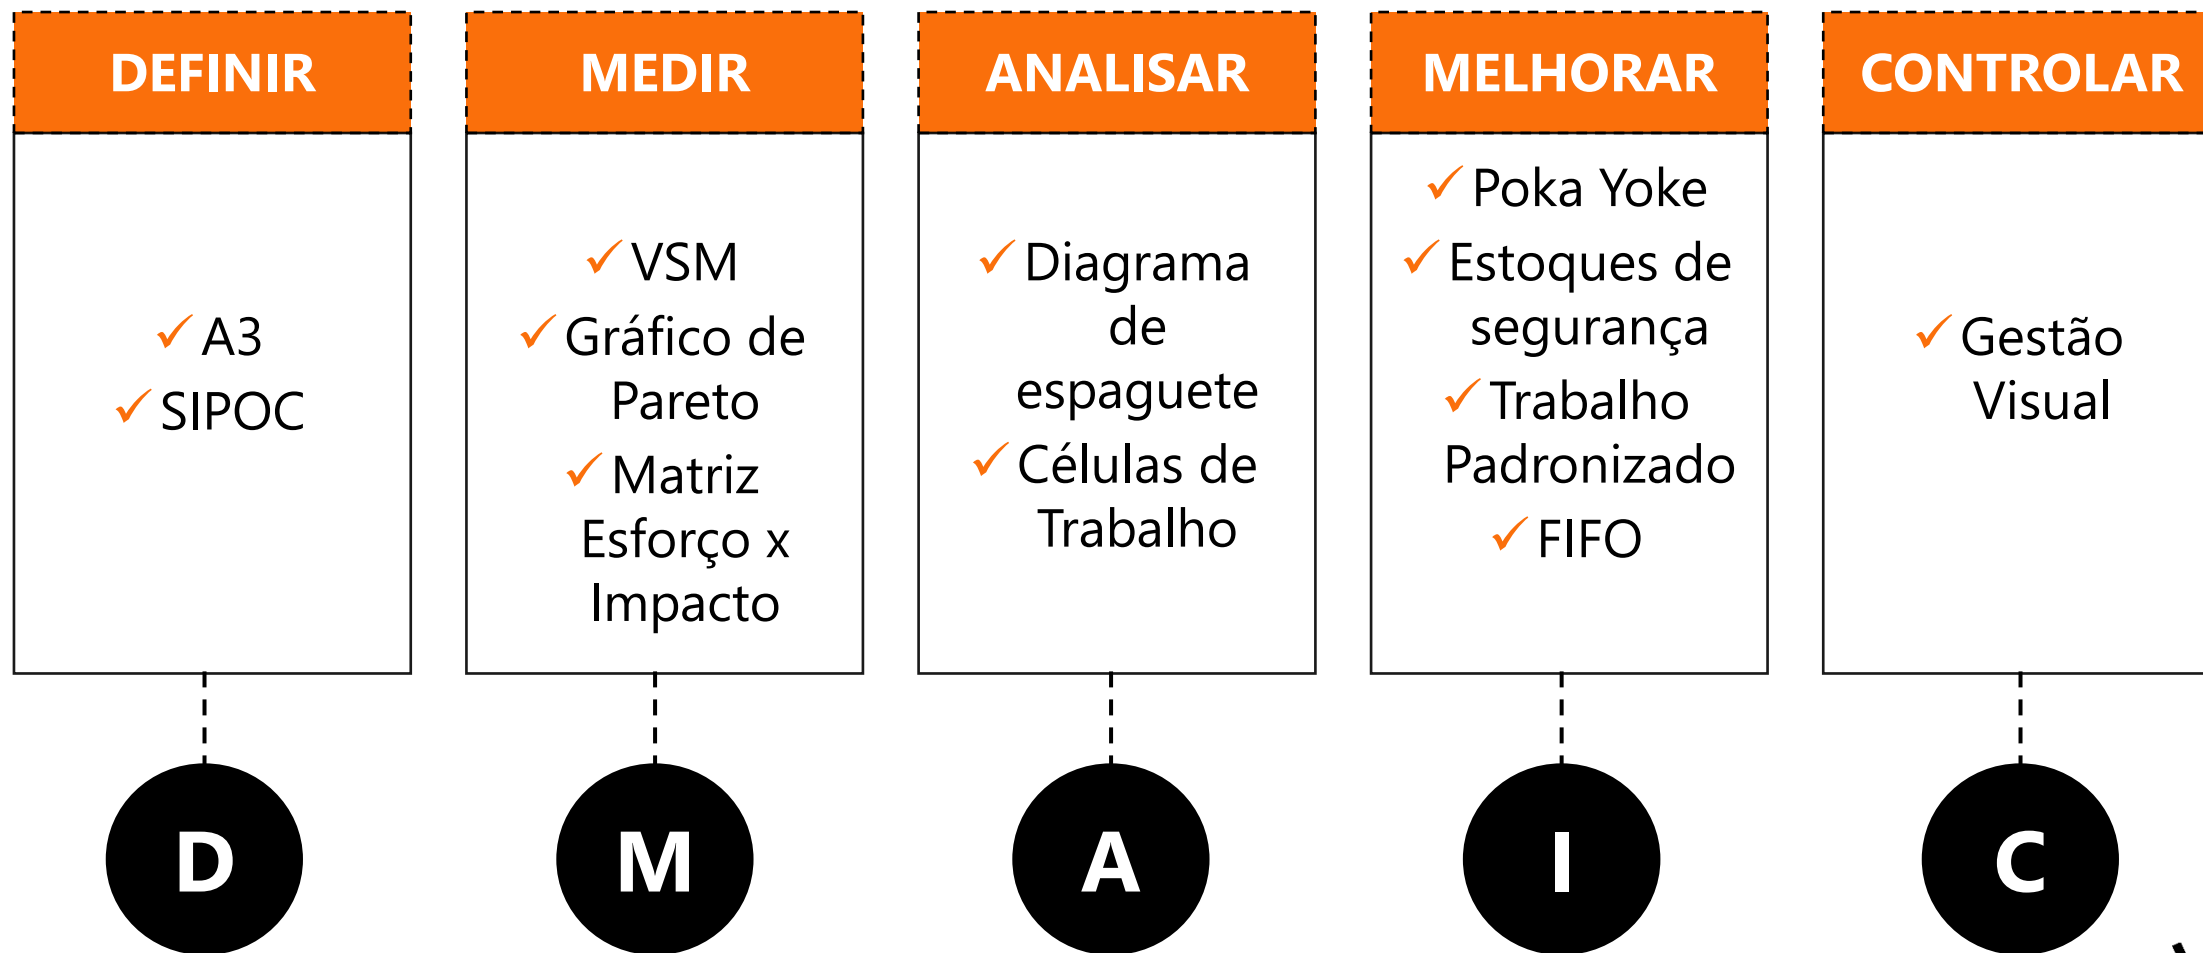 DEFINIR
A3
SIPOC
D
MEDIR
VSM
Gráfico de
Pareto
Matriz
Esforço x
Impacto
M
ANALISAR
Diagrama
de
espaguete
Células de
Trabalho
A
MELHORAR
Poka Yoke
Estoques de
segurança
Trabalho
Padronizado
FIFO
I
CONTROLAR
Gestão
Visual
C